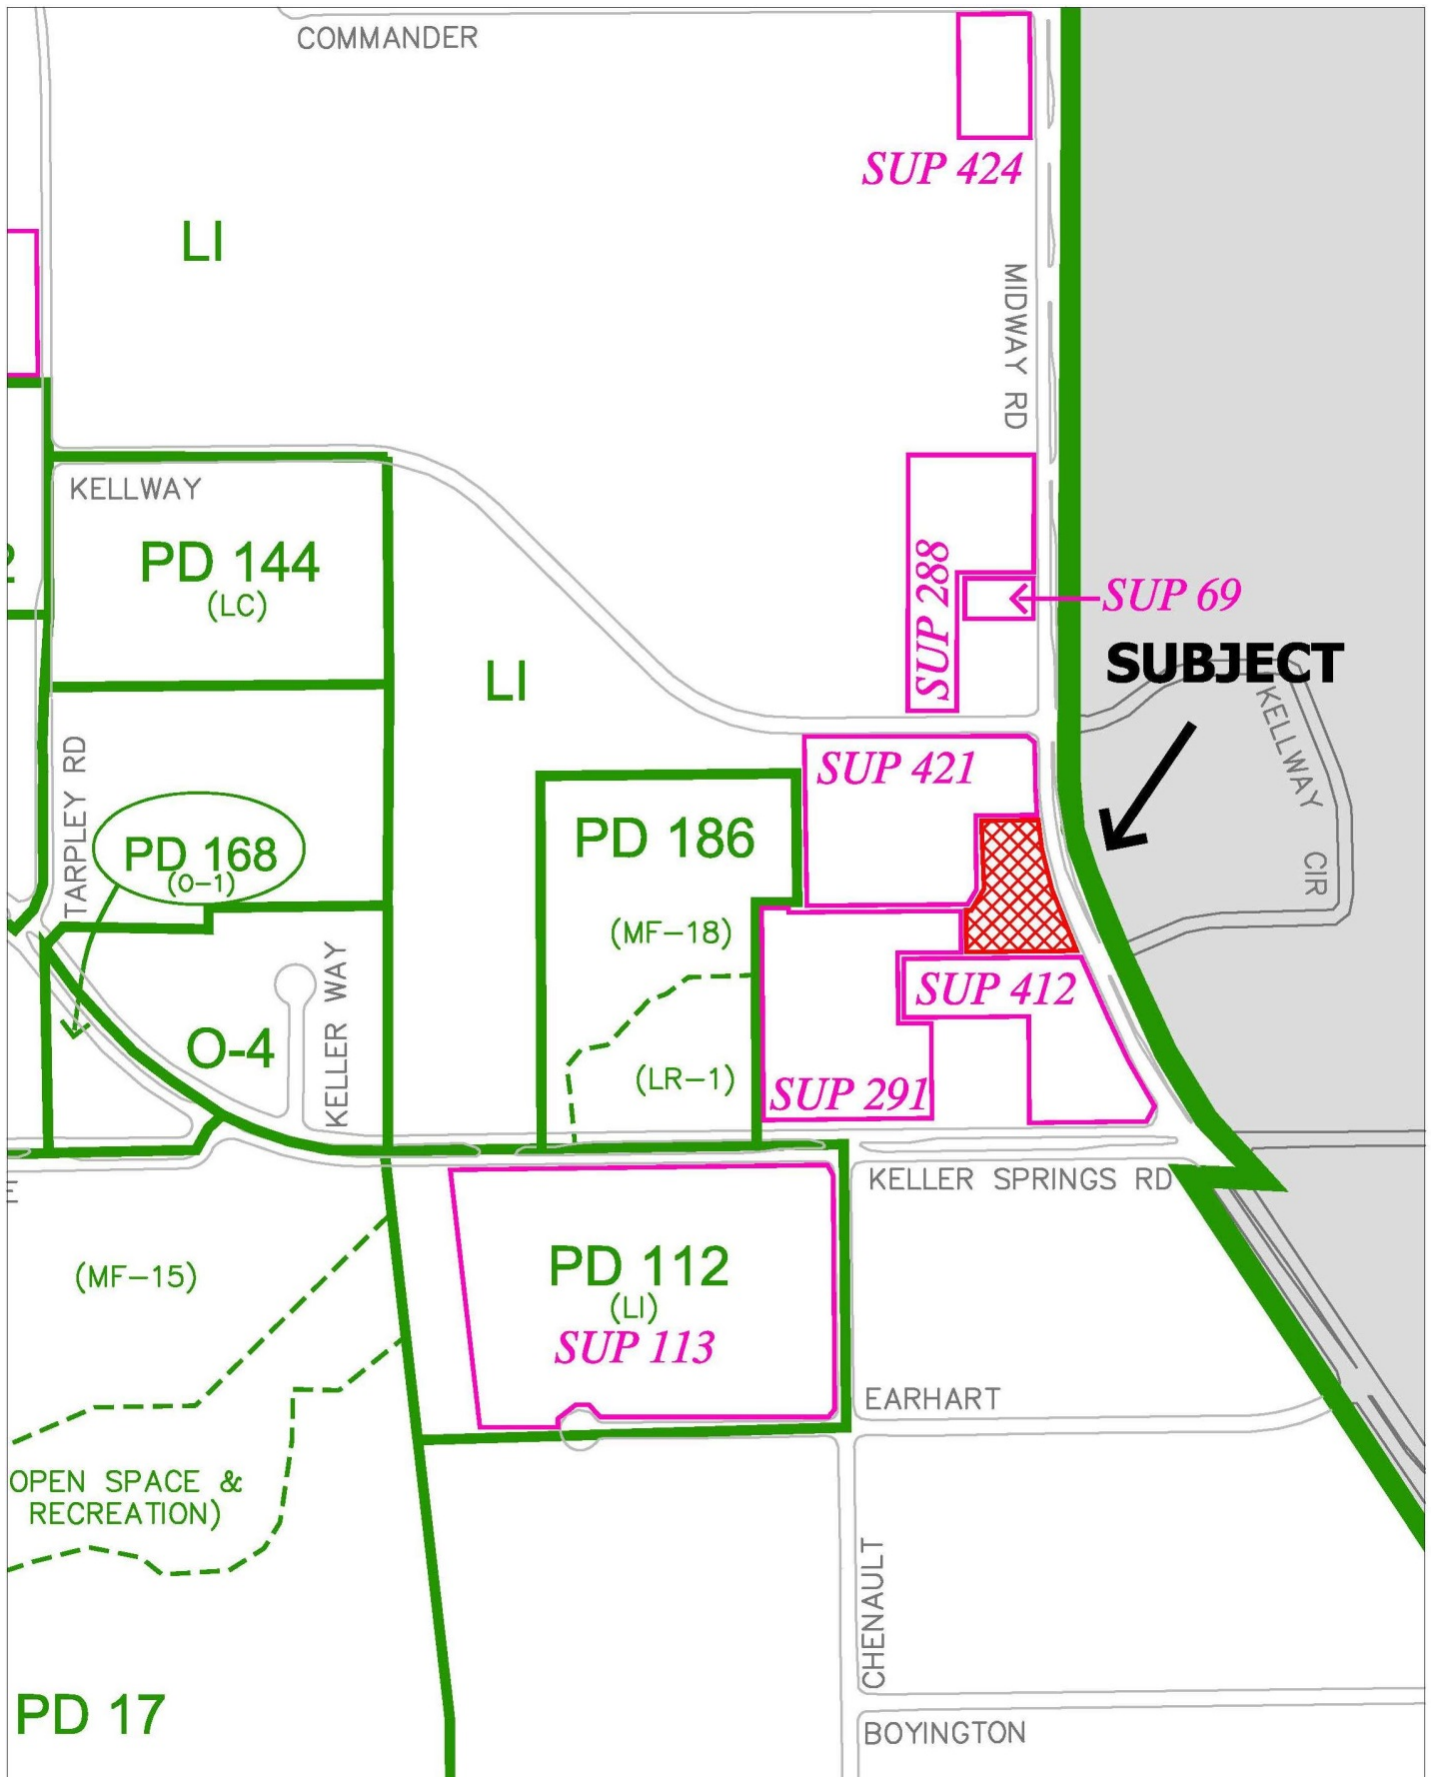 COMMANDER
SUP 424
LI
MIDWAY RD
KELLWAY
PD 144
(LC)
2
SUP 288
SUP 69
SUBJECT
LI
KELLWAY
CIR
TARPLEY RD
SUP 421
PD 186
PD 168
(O-1)
(MF-18)
KELLER WAY
SUP 412
O-4
(LR-1)
SUP 291
KELLER SPRINGS RD
E
(MF-15)
PD 112
(LI)
SUP 113
EARHART
OPEN SPACE &
RECREATION)
CHENAULT
PD 17
BOYINGTON